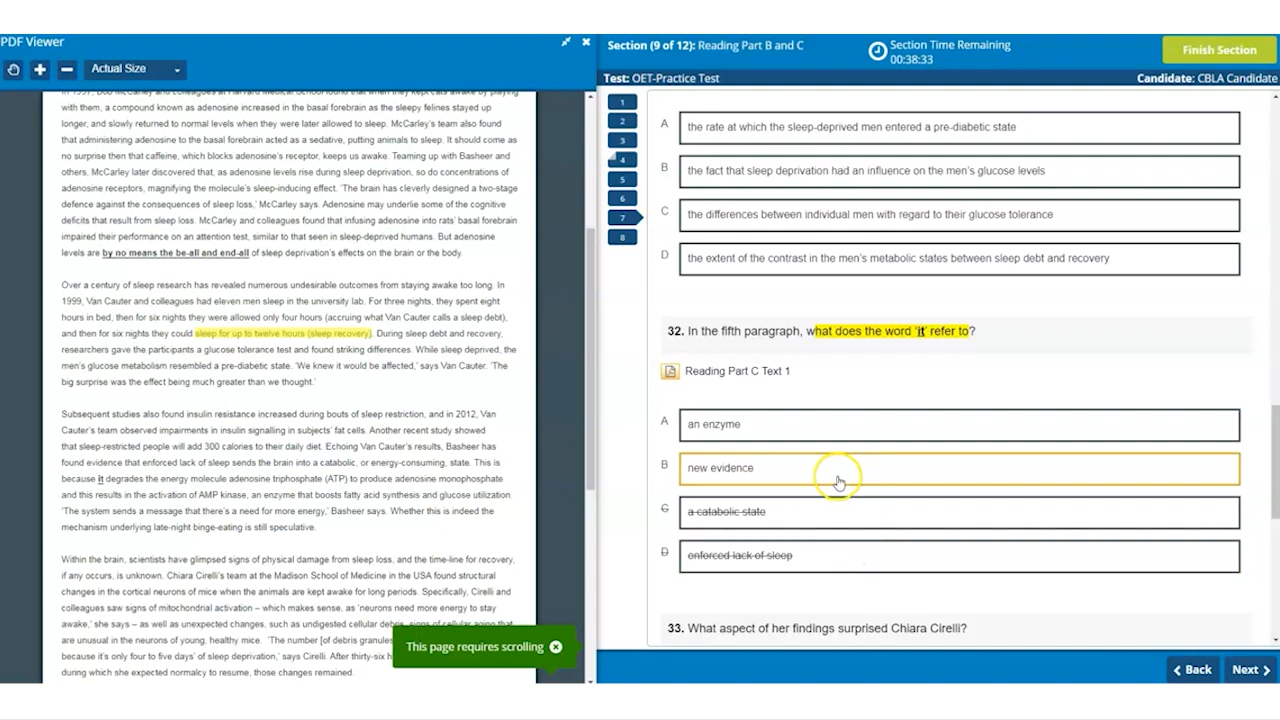 PDF Viewer
Actual Size
In 1997, Bob McCarley and colleagues at Harvard Medical School found that when they kept cats awake by playing
with them, a compound known as adenosine increased in the basal forebrain as the sleepy felines stayed up
longer, and slowly returned to normal levels when they were later allowed to sleep. McCarley's team also found
that administering adenosine to the basal forebrain acted as a sedative, putting animals to sleep. It should come as
no surprise then that caffeine, which blocks adenosine's receptor, keeps us awake. Teaming up with Basheer and
others, McCarley later discovered that, as adenosine levels rise during sleep deprivation, so do concentrations of
adenosine receptors, magnifying the molecule's sleep-inducing effect. 'The brain has cleverly designed a two-stage
defence against the consequences of sleep loss,' McCarley says. Adenosine may underlie some of the cognitive
deficits that result from sleep loss. McCarley and colleagues found that infusing adenosine into rats' basal forebrain
impaired their performance on an attention test, similar to that seen in sleep-deprived humans. But adenosine
levels are by no means the be-all and end-all of sleep deprivation's effects on the brain or the body.
Over a century of sleep research has revealed numerous undesirable outcomes from staying awake too long. In
1999, Van Cauter and colleagues had eleven men sleep in the university lab. For three nights, they spent eight
hours in bed, then for six nights they were allowed only four hours (accruing what Van Cauter calls a sleep debt),
and then for six nights they could sleep for up to twelve hours (sleep recovery). During sleep debt and recovery,
researchers gave the participants a glucose tolerance test and found striking differences. While sleep deprived, the
men's glucose metabolism resembled a pre-diabetic state. 'We knew it would be affected,' says Van Cauter. 'The
big surprise was the effect being much greater than we thought.'
Subsequent studies also found insulin resistance increased during bouts of sleep restriction, and in 2012, Van
Cauter's team observed impairments in insulin signalling in subjects' fat cells. Another recent study showed
that sleep-restricted people will add 300 calories to their daily diet. Echoing Van Cauter's results, Basheer has
found evidence that enforced lack of sleep sends the brain into a catabolic, or energy-consuming, state. This is
because it degrades the energy molecule adenosine triphosphate (ATP) to produce adenosine monophosphate
and this results in the activation of AMP kinase, an enzyme that boosts fatty acid synthesis and glucose utilization.
'The system sends a message that there's a need for more energy,' Basheer says. Whether this is indeed the
mechanism underlying late-night binge-eating is still speculative.
Within the brain, scientists have glimpsed signs of physical damage from sleep loss, and the time-line for recovery,
if any occurs, is unknown. Chiara Cirelli's team at the Madison School of Medicine in the USA found structural
changes in the cortical neurons of mice when the animals are kept awake for long periods. Specifically, Cirelli and
colleagues saw signs of mitochondrial activation – which makes sense, as 'neurons need more energy to stay
awake,' she says – as well as unexpected changes, such as undigested cellular debris, signs of cellular aging that
are unusual in the neurons of young, healthy mice. 'The number [of debris granules
because it's only four to five days' of sleep deprivation,' says Cirelli. After thirty-six h
during which she expected normalcy to resume, those changes remained.
This page requires scrolling
Section (9 of 12): Reading Part B and C
Section Time Remaining
00:38:33
Finish Section
Test: OET-Practice Test
Candidate: CBLA Candidate
1
2
3
4
5
6
7
8
A the rate at which the sleep-deprived men entered a pre-diabetic state
B the fact that sleep deprivation had an influence on the men's glucose levels
C the differences between individual men with regard to their glucose tolerance
D the extent of the contrast in the men's metabolic states between sleep debt and recovery
32. In the fifth paragraph, what does the word 'it' refer to?
Reading Part C Text 1
A an enzyme
B new evidence
C a catabolic state
D enforced lack of sleep
33. What aspect of her findings surprised Chiara Cirelli?
Back
Next